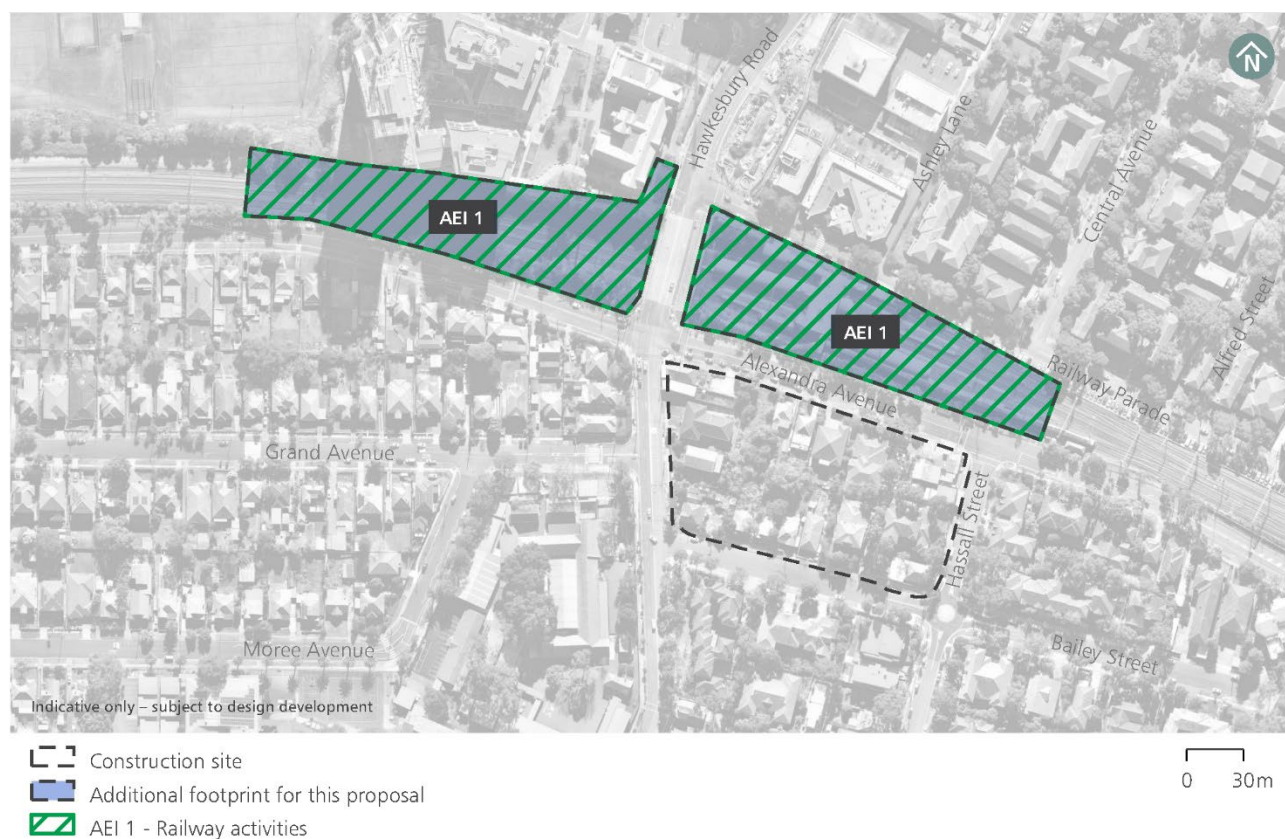 N
Hawkesbury Road
Ashley Lane
Central Avenue
Alfred Street
AEI 1
AEI 1
Railway Parade
Alexandra Avenue
Grand Avenue
Hassall Street
Moree Avenue
Bailey Street
Indicative only – subject to design development
Construction site
Additional footprint for this proposal
AEI 1 - Railway activities
0 30m